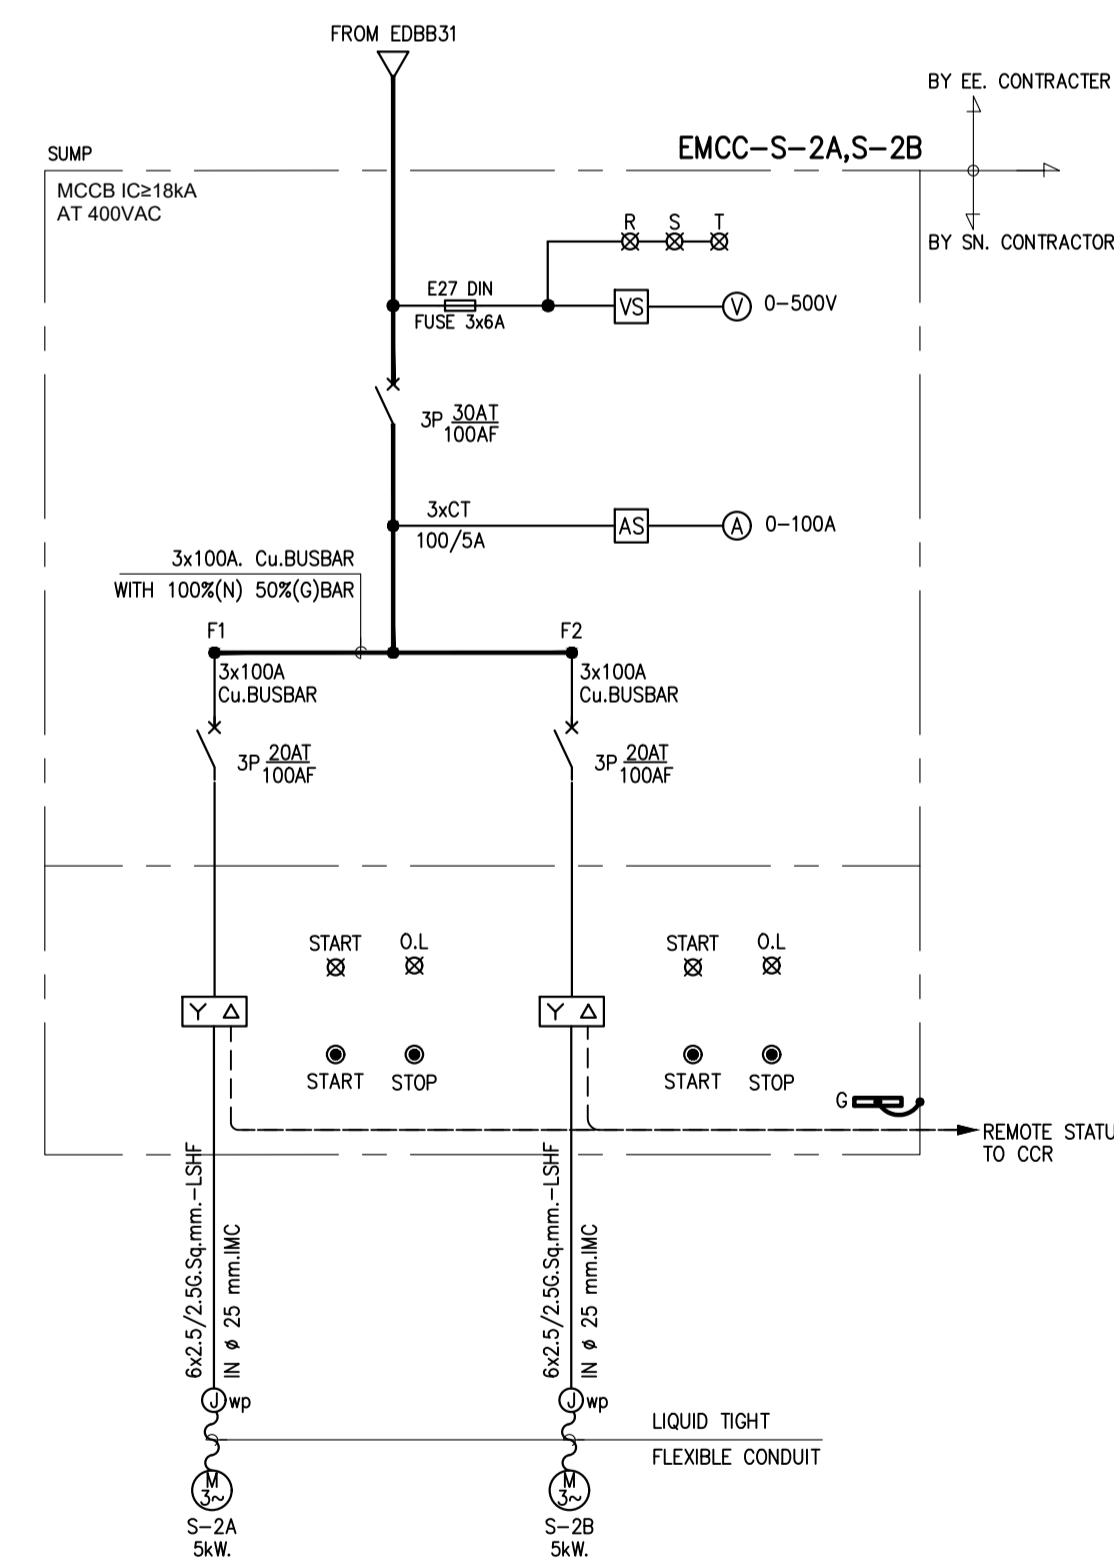 FROM EDBB31
BY EE. CONTRACTER
SUMP
EMCC-S-2A,S-2B
MCCB IC≥18kA
AT 400VAC
BY SN. CONTRACTOR
R S T
E27 DIN
FUSE 3x6A
VS
V
0-500V
3P 30AT
100AF
3xCT
100/5A
AS
A
0-100A
3x100A. Cu.BUSBAR
WITH 100%(N) 50%(G)BAR
F1
F2
3x100A
Cu.BUSBAR
3x100A
Cu.BUSBAR
3P 20AT
100AF
3P 20AT
100AF
START O.L
START O.L
Y Δ
Y Δ
START STOP
START STOP
G
REMOTE STATU
TO CCR
6x2.5/2.5G.Sq.mm.-LSHF
IN ø 25 mm.IMC
6x2.5/2.5G.Sq.mm.-LSHF
IN ø 25 mm.IMC
J wp
J wp
LIQUID TIGHT
FLEXIBLE CONDUIT
M
3~
M
3~
S-2A
5kW.
S-2B
5kW.